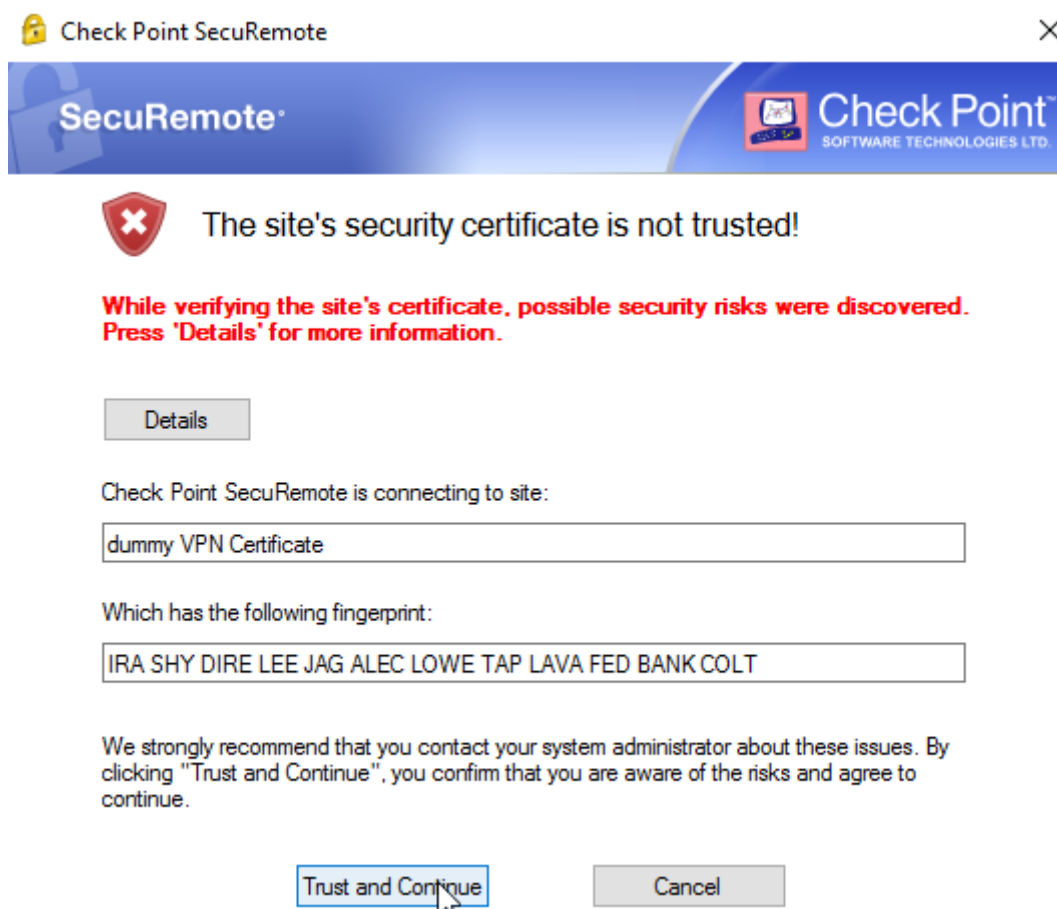 Check Point SecuRemote
SecuRemote
Check Point™
SOFTWARE TECHNOLOGIES LTD.
The site's security certificate is not trusted!
While verifying the site's certificate, possible security risks were discovered.
Press 'Details' for more information.
Details
Check Point SecuRemote is connecting to site:
dummy VPN Certificate
Which has the following fingerprint:
IRA SHY DIRE LEE JAG ALEC LOWE TAP LAVA FED BANK COLT
We strongly recommend that you contact your system administrator about these issues. By
clicking "Trust and Continue", you confirm that you are aware of the risks and agree to
continue.
Trust and Continue
Cancel